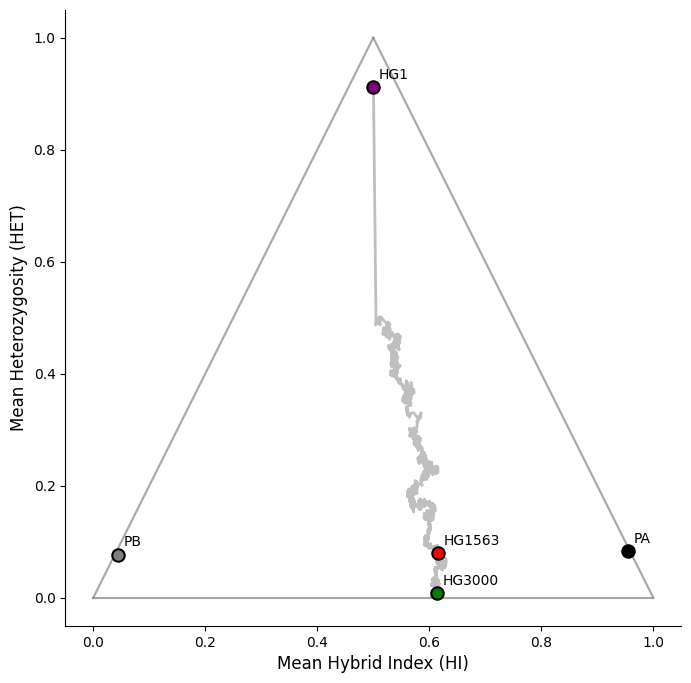 1.0
0.8
0.6
0.4
0.2
0.0
Mean Heterozygosity (HET)
HG1
PB
HG1563
PA
HG3000
0.0 0.2 0.4 0.6 0.8 1.0
Mean Hybrid Index (HI)